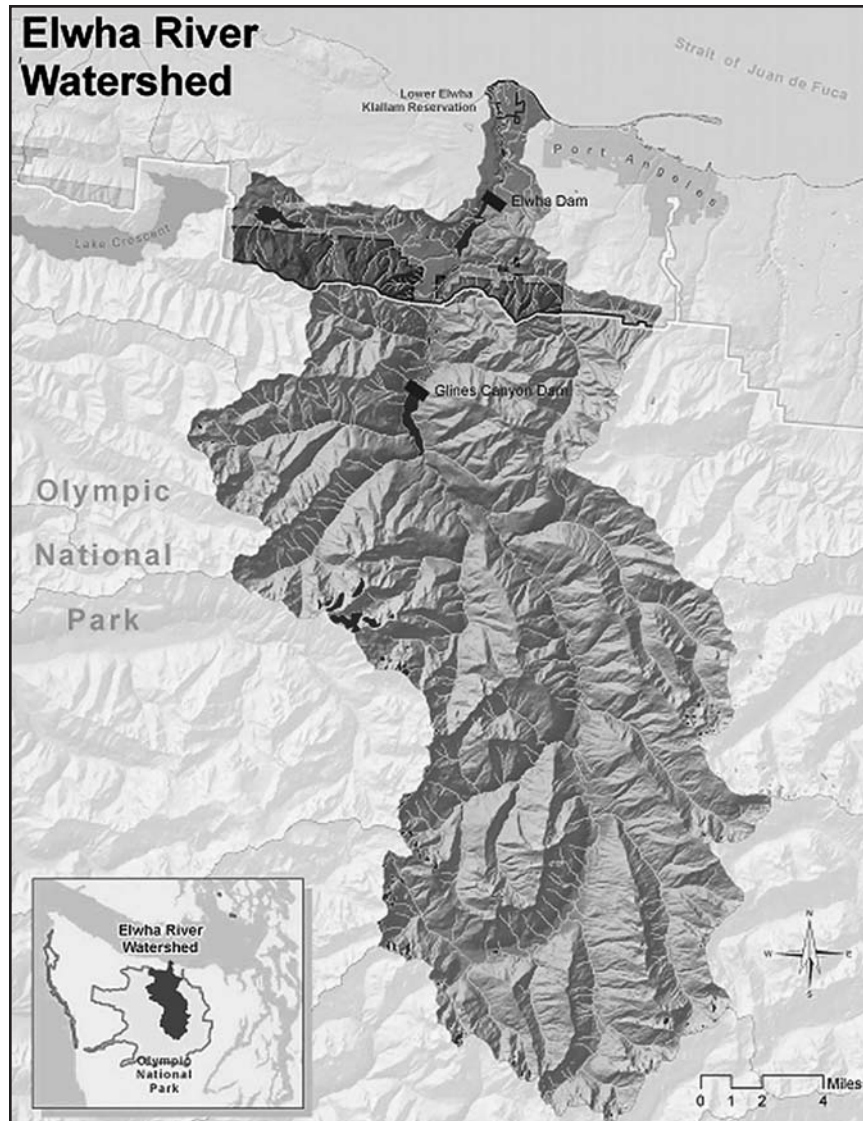 Elwha River
Watershed
Strait of Juan de Fuca
Lower Elwha
Klallam Reservation
Port Angeles
Elwha Dam
Lake Crescent
Glines Canyon Dam
Olympic
National
Park
Elwha River
Watershed
Olympic
National
Park
N
W
E
S
Miles
0 1 2 4